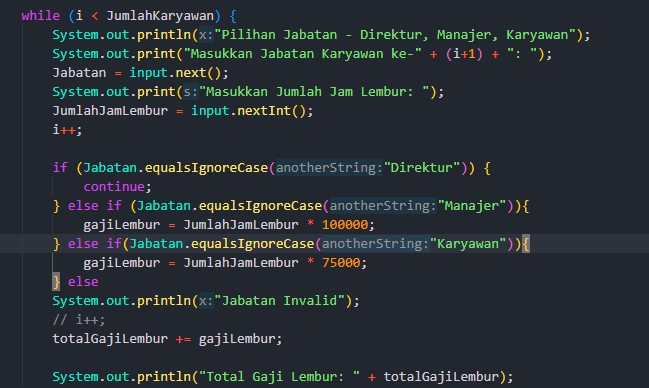 while (i < JumlahKaryawan) {
System.out.println(x:"Pilihan Jabatan - Direktur, Manajer, Karyawan");
System.out.print("Masukkan Jabatan Karyawan ke-" + (i+1) + ": ");
Jabatan = input.next();
System.out.print(s:"Masukkan Jumlah Jam Lembur: ");
JumlahJamLembur = input.nextInt();
i++;
if (Jabatan.equalsIgnoreCase(anotherString:"Direktur")) {
continue;
} else if (Jabatan.equalsIgnoreCase(anotherString:"Manajer")){
gajiLembur = JumlahJamLembur * 100000;
} else if(Jabatan.equalsIgnoreCase(anotherString:"Karyawan")){
gajiLembur = JumlahJamLembur * 75000;
} else
System.out.println(x:"Jabatan Invalid");
// i++;
totalGajiLembur += gajiLembur;
System.out.println("Total Gaji Lembur: " + totalGajiLembur);